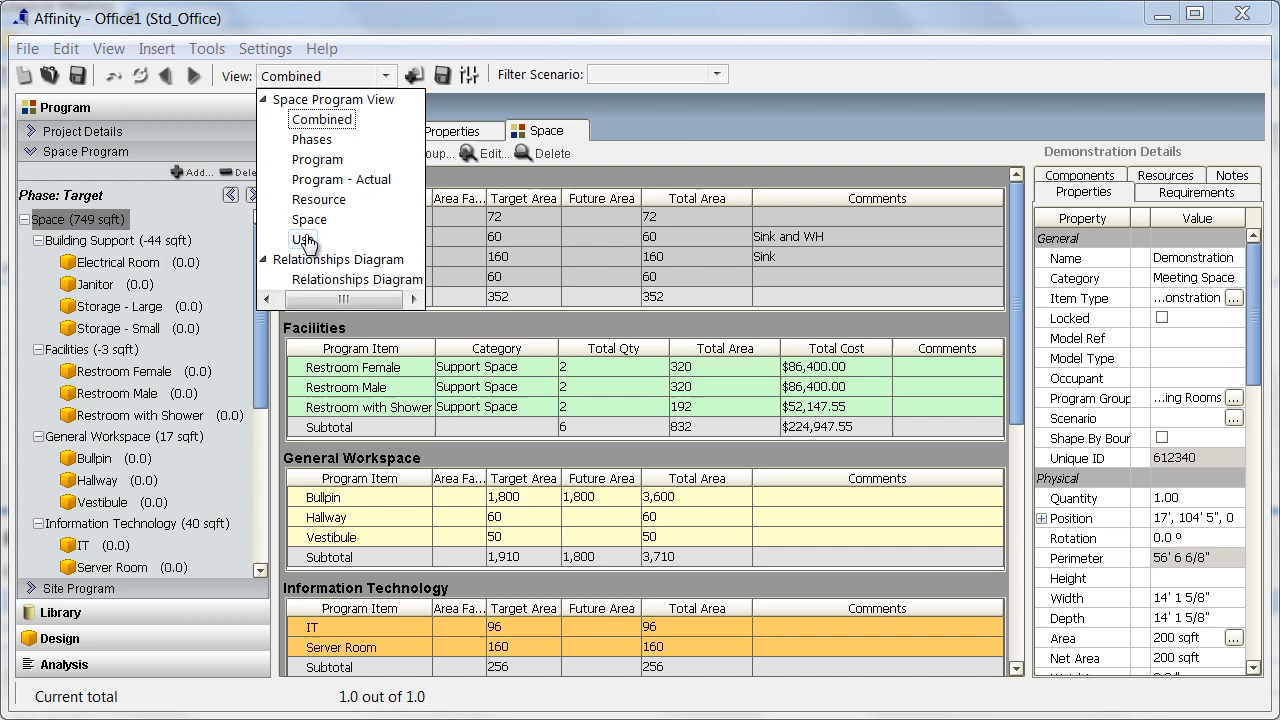 Affinity - Office1 (Std_Office)
File Edit View Insert Tools Settings Help
View: Combined Filter Scenario:
Space Program View
Combined
Phases
Program
Program - Actual
Resource
Space
Relationships Diagram
Relationships Diagram
Program
Project Details
Space Program
Add... Dele
Phase: Target
Space (749 sqft)
Building Support (-44 sqft)
Electrical Room (0.0)
Janitor (0.0)
Storage - Large (0.0)
Storage - Small (0.0)
Facilities (-3 sqft)
Restroom Female (0.0)
Restroom Male (0.0)
Restroom with Shower (0.0)
General Workspace (17 sqft)
Bullpin (0.0)
Hallway (0.0)
Vestibule (0.0)
Information Technology (40 sqft)
IT (0.0)
Server Room (0.0)
Site Program
Library
Design
Analysis
Properties Space
oup... Edit... Delete
Area Fa... Target Area Future Area Total Area Comments
72 72
60 60 Sink and WH
160 160 Sink
60 60
352 352
Facilities
Program Item Category Total Qty Total Area Total Cost Comments
Restroom Female Support Space 2 320 $86,400.00
Restroom Male Support Space 2 320 $86,400.00
Restroom with Shower Support Space 2 192 $52,147.55
Subtotal 6 832 $224,947.55
General Workspace
Program Item Area Fa... Target Area Future Area Total Area Comments
Bullpin 1,800 1,800 3,600
Hallway 60 60
Vestibule 50 50
Subtotal 1,910 1,800 3,710
Information Technology
Program Item Area Fa... Target Area Future Area Total Area Comments
IT 96 96
Server Room 160 160
Subtotal 256 256
Demonstration Details
Components Resources Notes
Properties Requirements
Property Value
General
Name Demonstration
Category Meeting Space
Item Type ...onstration ...
Locked
Model Ref
Model Type
Occupant
Program Group ...ing Rooms ...
Scenario ...
Shape By Boun
Unique ID 612340
Physical
Quantity 1.00
Position 17', 104' 5", 0
Rotation 0.0 º
Perimeter 56' 6 6/8"
Height
Width 14' 1 5/8"
Depth 14' 1 5/8"
Area 200 sqft ...
Net Area 200 sqft
Current total 1.0 out of 1.0